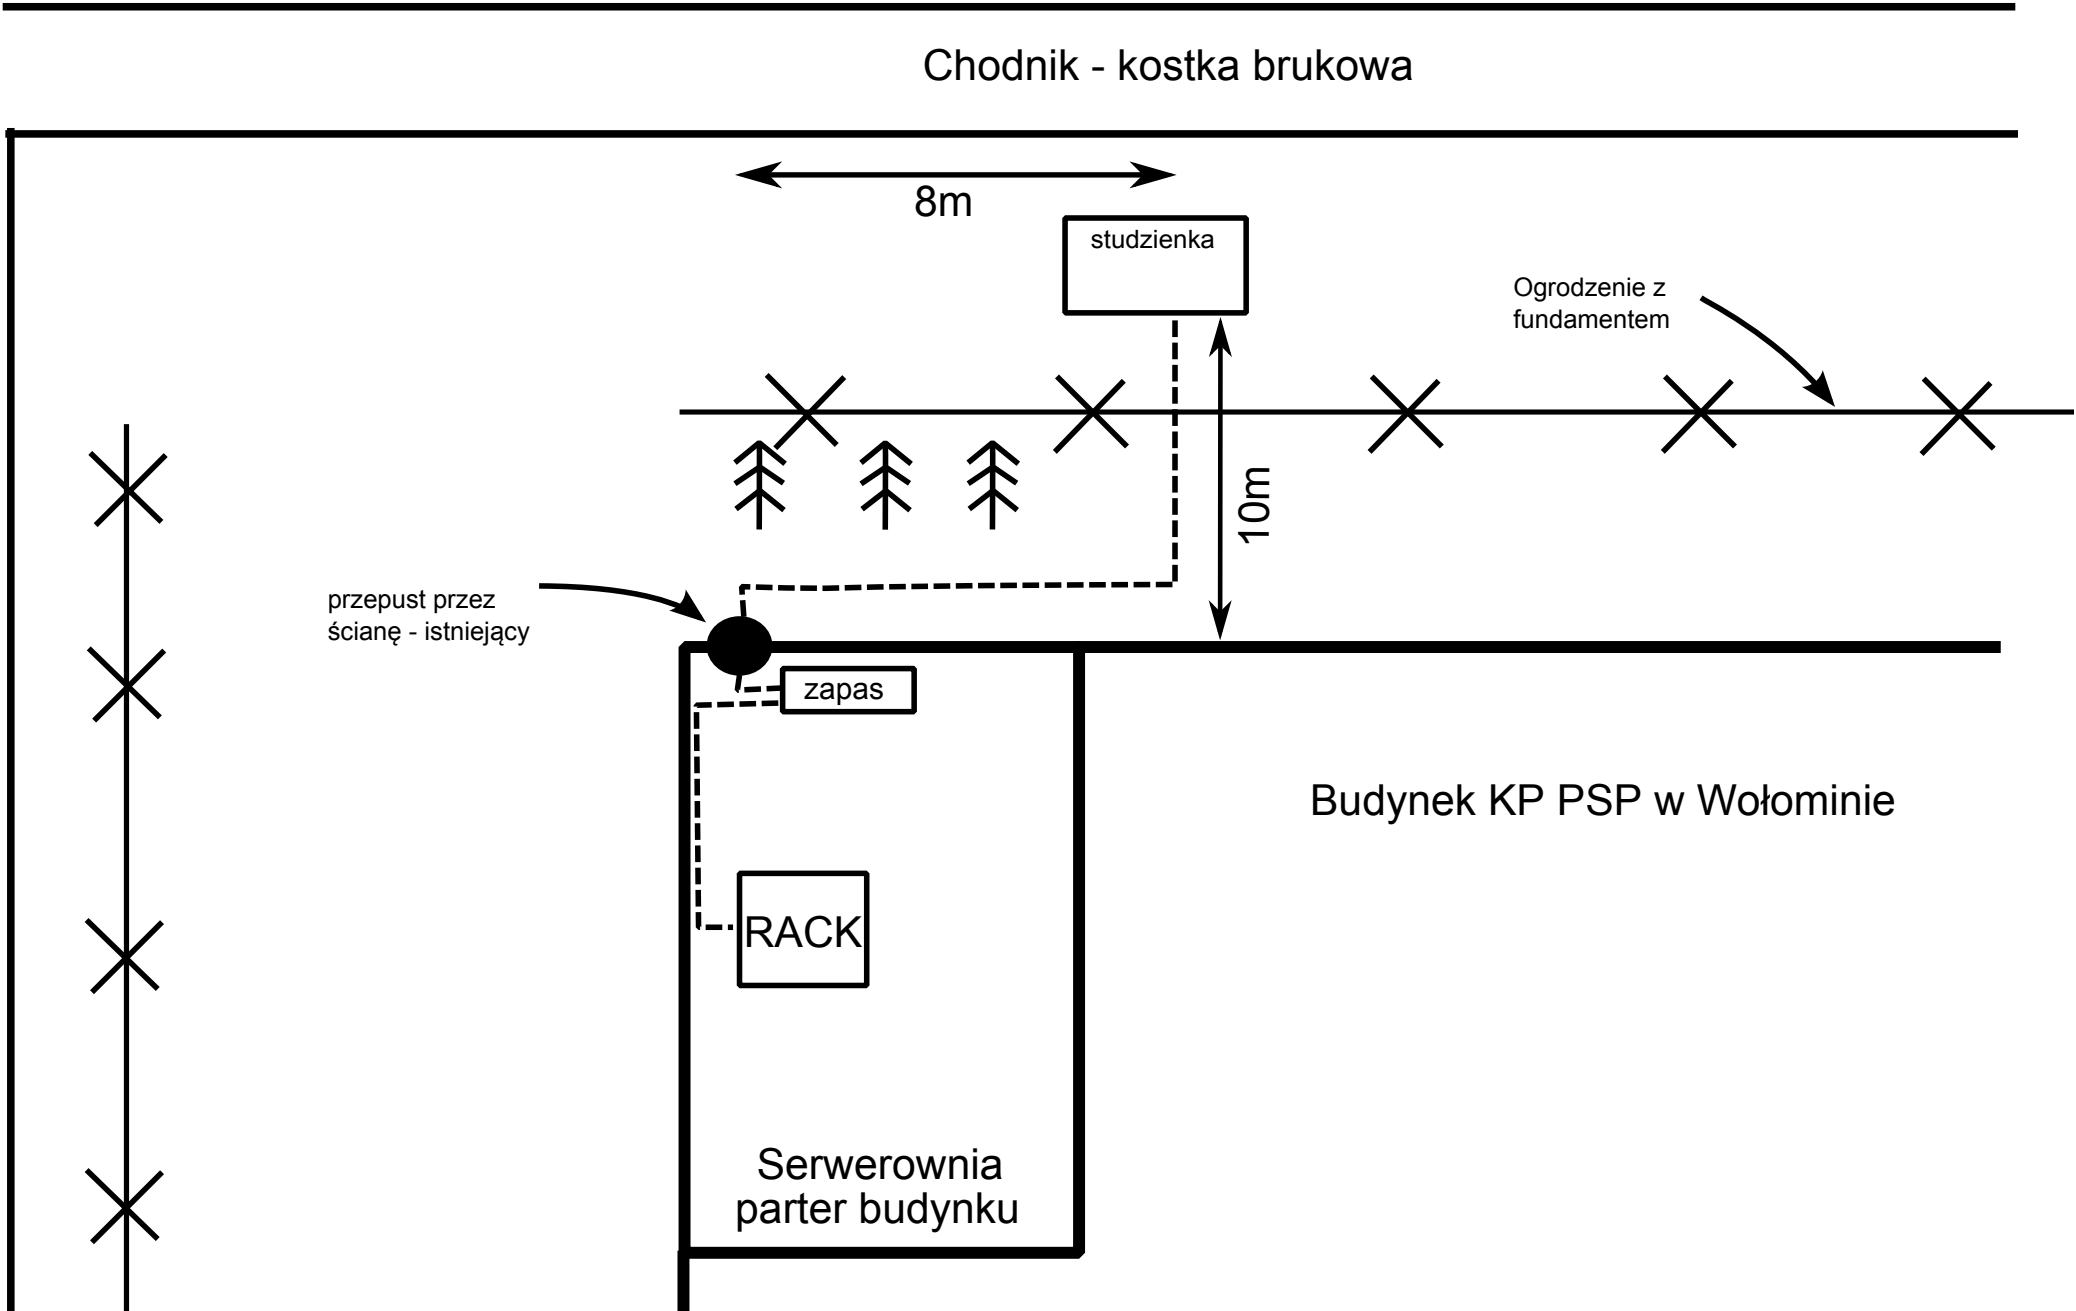 Chodnik - kostka brukowa
8m
studzienka
Ogrodzenie z
fundamentem
10m
przepust przez
ścianę - istniejący
zapas
Budynek KP PSP w Wołominie
RACK
Serwerownia
parter budynku